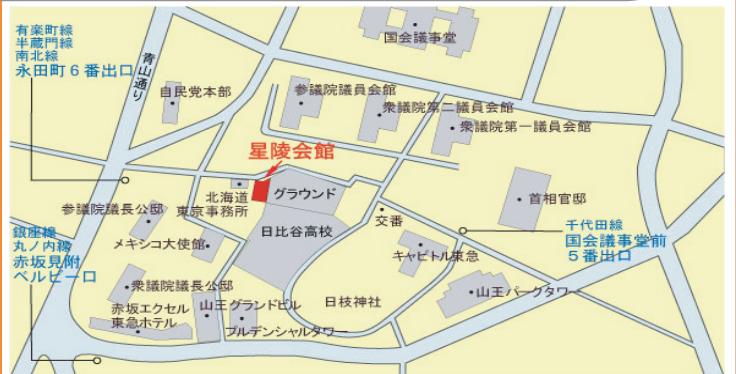 有楽町線
半蔵門線
南北線
永田町６番出口
青山通り
国会議事堂
自民党本部
参議院議員会館
衆議院第二議員会館
衆議院第一議員会館
星陵会館
北海道
東京事務所
グラウンド
首相官邸
参議院議長公邸
日比谷高校
交番
千代田線
国会議事堂前
５番出口
銀座線
丸ノ内線
赤坂見附
ベルビー口
メキシコ大使館
キャピトル東急
衆議院議長公邸
山王パークタワー
赤坂エクセル
東急ホテル
山王グランドビル
日枝神社
プルデンシャルタワー